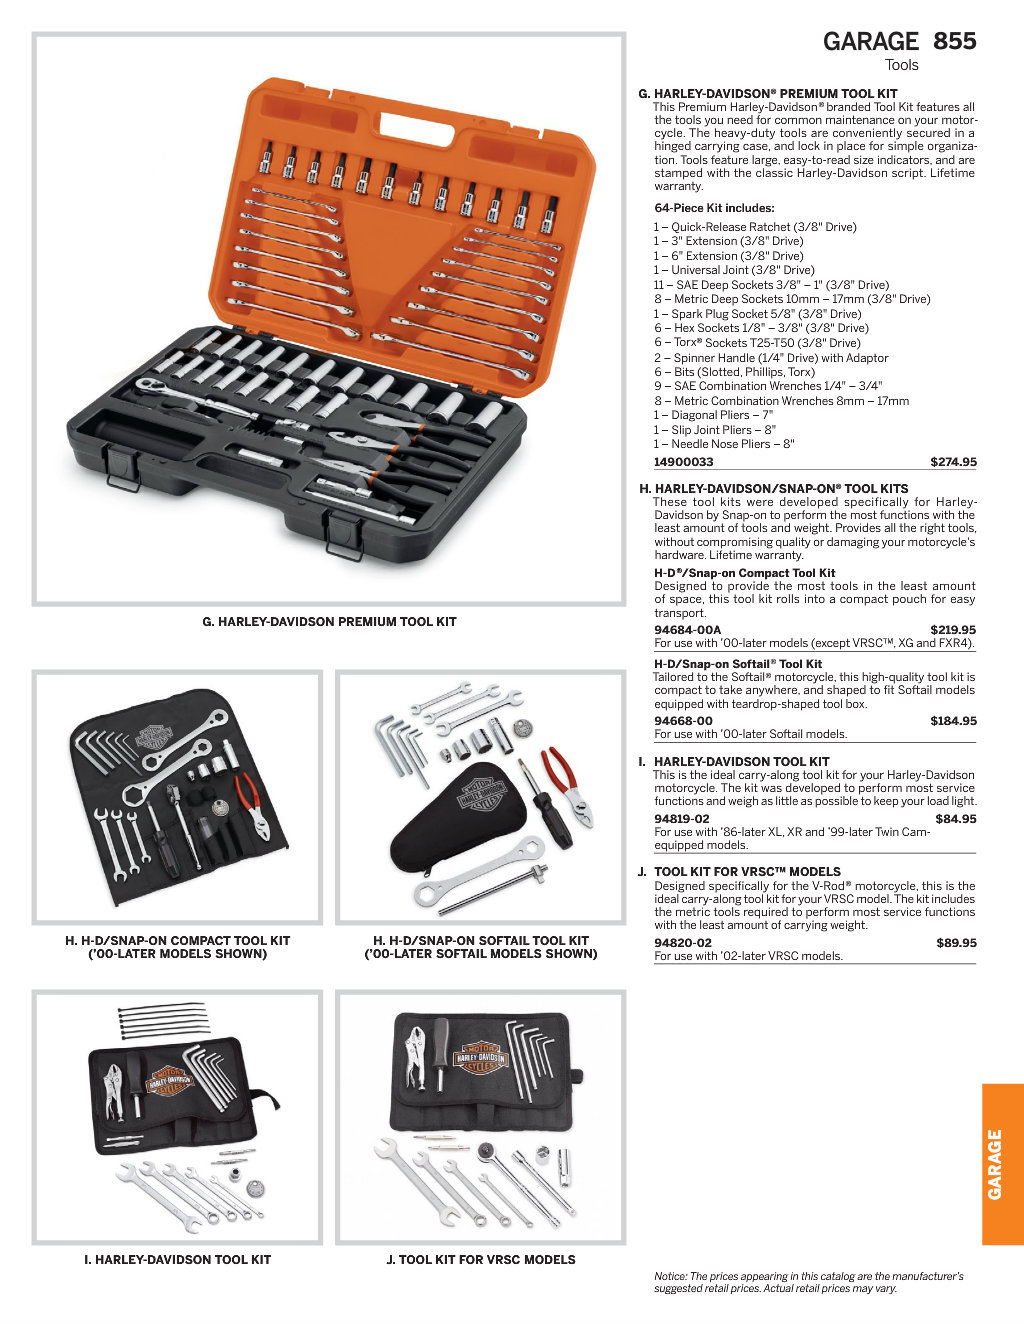 GARAGE 855
Tools
G. HARLEY-DAVIDSON® PREMIUM TOOL KIT
This Premium Harley-Davidson® branded Tool Kit features all
the tools you need for common maintenance on your motor-
cycle. The heavy-duty tools are conveniently secured in a
hinged carrying case, and lock in place for simple organiza-
tion. Tools feature large, easy-to-read size indicators, and are
stamped with the classic Harley-Davidson script. Lifetime
warranty.
64-Piece Kit includes:
1 – Quick-Release Ratchet (3/8" Drive)
1 – 3" Extension (3/8" Drive)
1 – 6" Extension (3/8" Drive)
1 – Universal Joint (3/8" Drive)
11 – SAE Deep Sockets 3/8" – 1" (3/8" Drive)
8 – Metric Deep Sockets 10mm – 17mm (3/8" Drive)
1 – Spark Plug Socket 5/8" (3/8" Drive)
6 – Hex Sockets 1/8" – 3/8" (3/8" Drive)
6 – Torx® Sockets T25-T50 (3/8" Drive)
2 – Spinner Handle (1/4" Drive) with Adaptor
6 – Bits (Slotted, Phillips, Torx)
9 – SAE Combination Wrenches 1/4" – 3/4"
8 – Metric Combination Wrenches 8mm – 17mm
1 – Diagonal Pliers – 7"
1 – Slip Joint Pliers – 8"
1 – Needle Nose Pliers – 8"
14900033 $274.95
H. HARLEY-DAVIDSON/SNAP-ON® TOOL KITS
These tool kits were developed specifically for Harley-
Davidson by Snap-on to perform the most functions with the
least amount of tools and weight. Provides all the right tools,
without compromising quality or damaging your motorcycle's
hardware. Lifetime warranty.
H-D®/Snap-on Compact Tool Kit
Designed to provide the most tools in the least amount
of space, this tool kit rolls into a compact pouch for easy
transport.
94684-00A $219.95
For use with '00-later models (except VRSC™, XG and FXR4).
H-D/Snap-on Softail® Tool Kit
Tailored to the Softail® motorcycle, this high-quality tool kit is
compact to take anywhere, and shaped to fit Softail models
equipped with teardrop-shaped tool box.
94668-00 $184.95
For use with '00-later Softail models.
I. HARLEY-DAVIDSON TOOL KIT
This is the ideal carry-along tool kit for your Harley-Davidson
motorcycle. The kit was developed to perform most service
functions and weigh as little as possible to keep your load light.
94819-02 $84.95
For use with '86-later XL, XR and '99-later Twin Cam-
equipped models.
J. TOOL KIT FOR VRSC™ MODELS
Designed specifically for the V-Rod® motorcycle, this is the
ideal carry-along tool kit for your VRSC model. The kit includes
the metric tools required to perform most service functions
with the least amount of carrying weight.
94820-02 $89.95
For use with '02-later VRSC models.
G. HARLEY-DAVIDSON PREMIUM TOOL KIT
H. H-D/SNAP-ON COMPACT TOOL KIT
('00-LATER MODELS SHOWN)
H. H-D/SNAP-ON SOFTAIL TOOL KIT
('00-LATER SOFTAIL MODELS SHOWN)
MOTOR
HARLEY-DAVIDSON
CYCLES
MOTOR
HARLEY-DAVIDSON
CYCLES
MOTOR
HARLEY-DAVIDSON
CYCLES
I. HARLEY-DAVIDSON TOOL KIT
J. TOOL KIT FOR VRSC MODELS
GARAGE
Notice: The prices appearing in this catalog are the manufacturer's
suggested retail prices. Actual retail prices may vary.